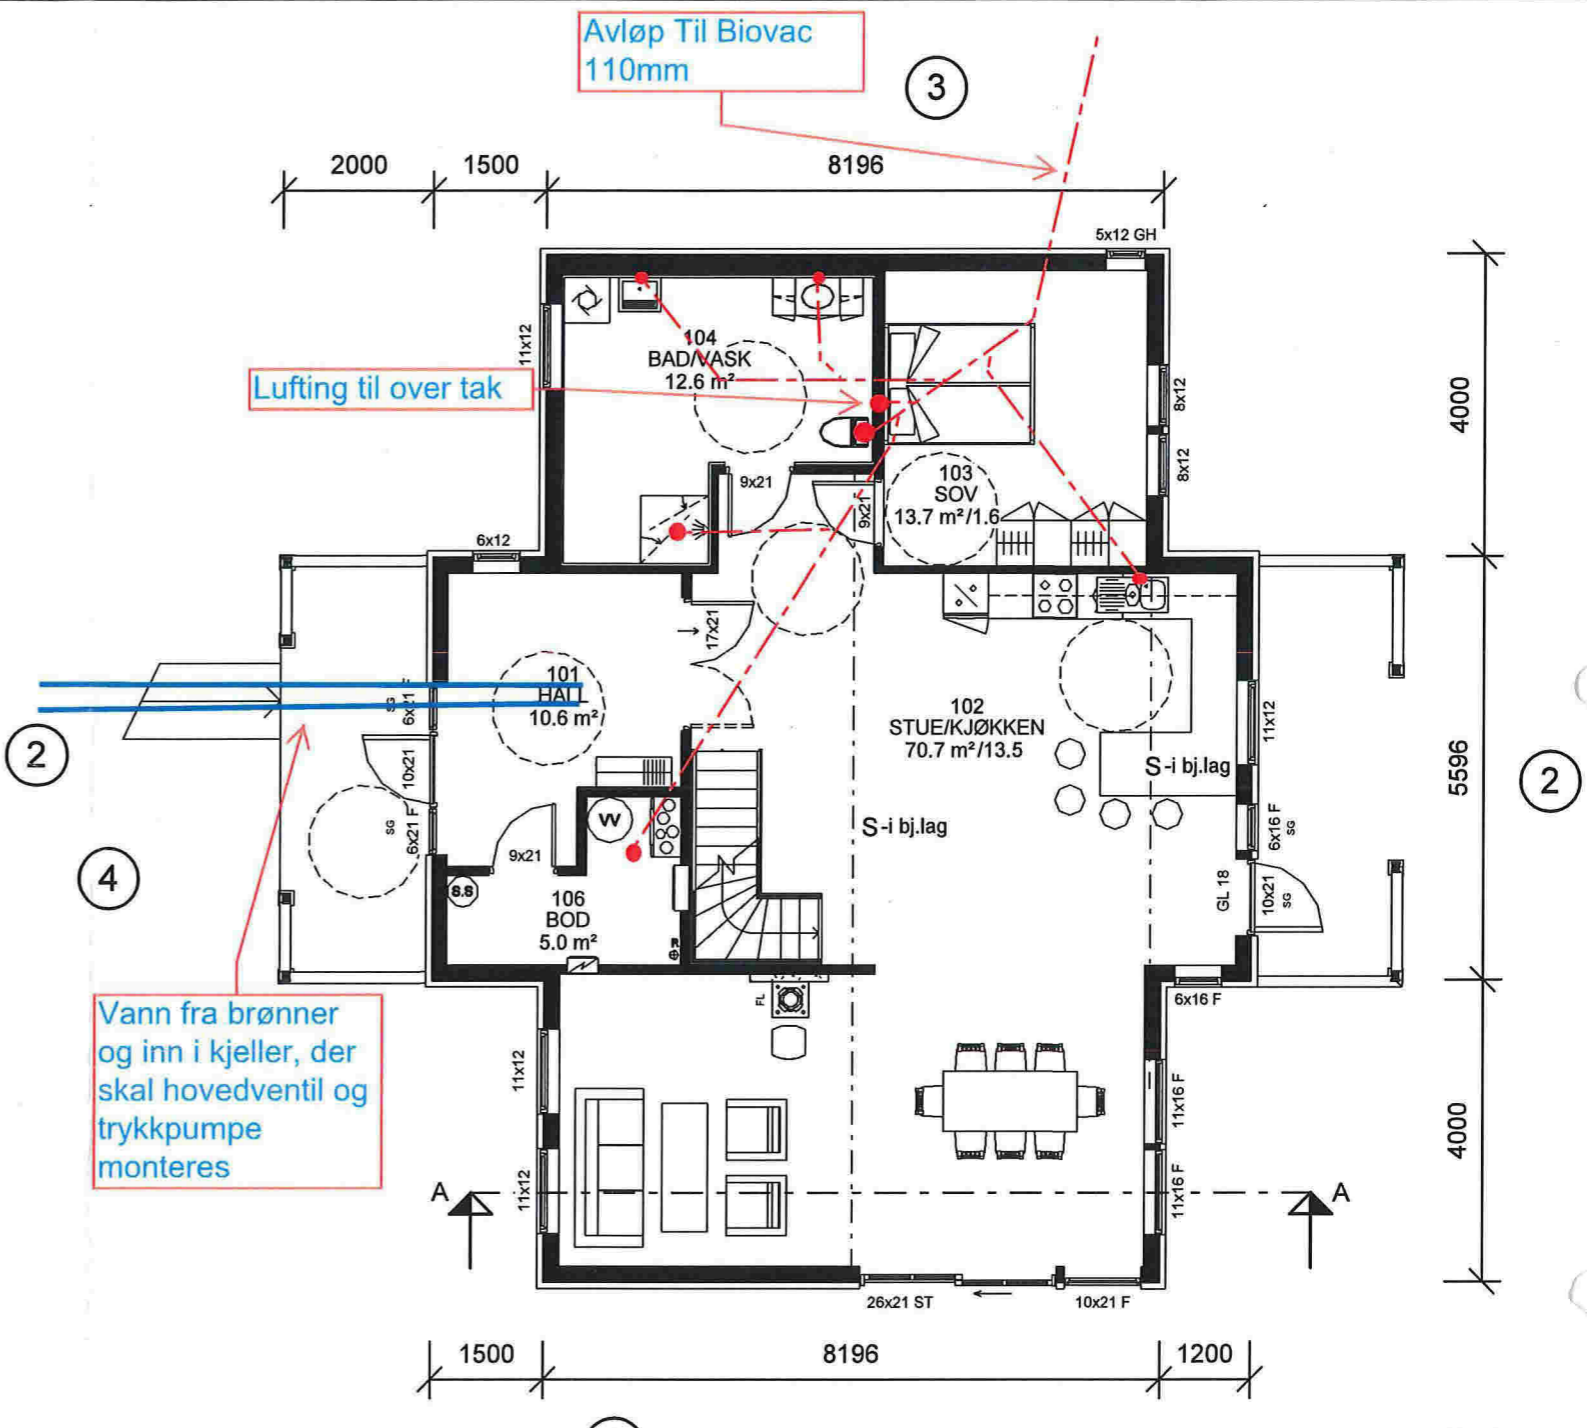 Avløp Til Biovac
110mm
3
2000
1500
8196
5x12 GH
11x12
104
BAD/VASK
12.6 m²
Lufting til over tak
8x12
8x12
4000
9x21
9x21
103
SOV
13.7 m²/1.6
6x12
17x21
101
HALL
10.6 m²
6x21 F
SG
102
STUE/KJØKKEN
70.7 m²/13.5
11x12
2
10x21
S-i bj.lag
5596
2
SG
6x21 F
VV
S-i bj.lag
6x16 F
SG
4
9x21
S.S
106
BOD
5.0 m²
R
GL 18
10x21
SG
FL
6x16 F
Vann fra brønner
og inn i kjeller, der
skal hovedventil og
trykkpumpe
monteres
11x12
11x16 F
4000
A
11x12
11x16 F
A
26x21 ST
10x21 F
1500
8196
1200